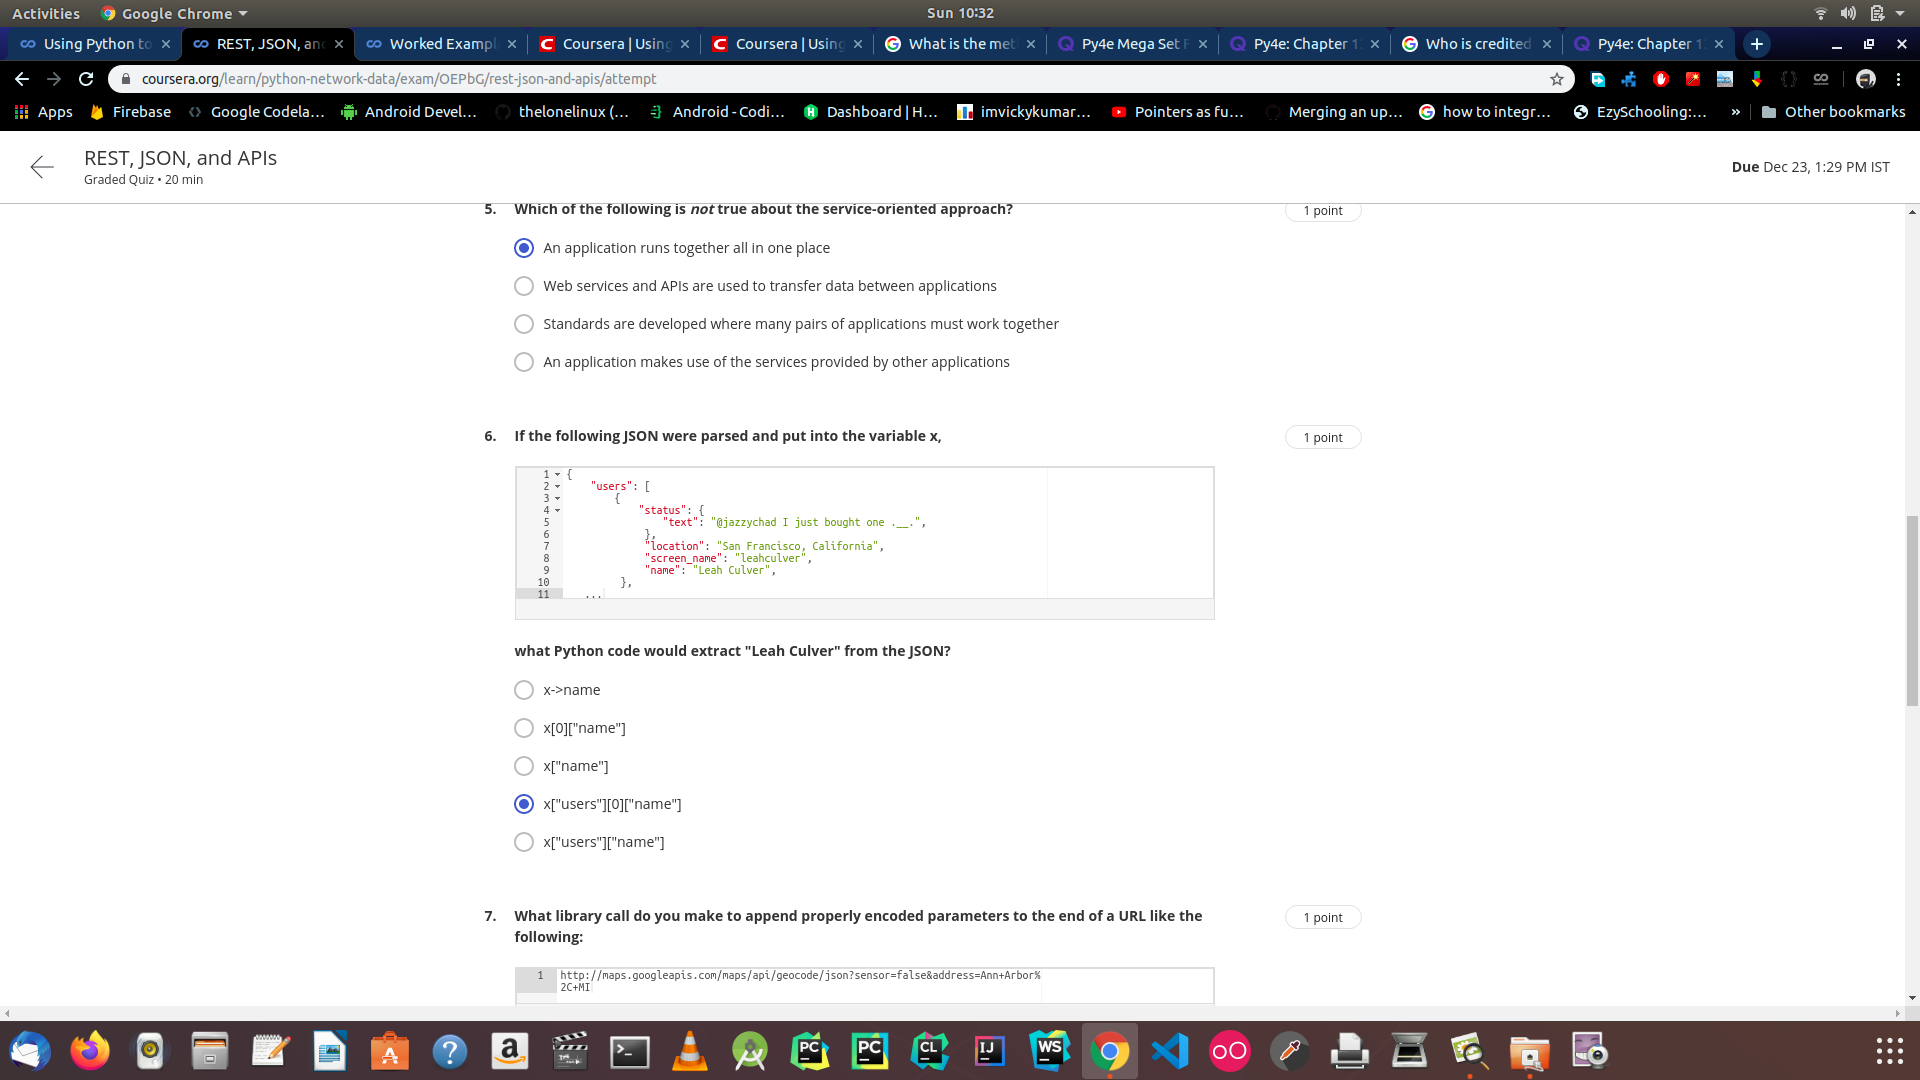 Activities Google Chrome Sun 10:32
Using Python to REST, JSON, an Worked Exampl Coursera | Using Coursera | Using What is the met Py4e Mega Set F Py4e: Chapter 1 Who is credited Py4e: Chapter 1
coursera.org/learn/python-network-data/exam/OEPbG/rest-json-and-apis/attempt
Apps Firebase Google Codela... Android Devel... thelonelinux (... Android - Codi... Dashboard | H... imvickykumar... Pointers as fu... Merging an up... how to integr... EzySchooling:... » Other bookmarks
REST, JSON, and APIs
Graded Quiz • 20 min
Due Dec 23, 1:29 PM IST
5. Which of the following is not true about the service-oriented approach? 1 point
An application runs together all in one place
Web services and APIs are used to transfer data between applications
Standards are developed where many pairs of applications must work together
An application makes use of the services provided by other applications
6. If the following JSON were parsed and put into the variable x, 1 point
1 {
2 "users": [
3 {
4 "status": {
5 "text": "@jazzychad I just bought one .__.",
6 },
7 "location": "San Francisco, California",
8 "screen_name": "leahculver",
9 "name": "Leah Culver",
10 },
11 ...
what Python code would extract "Leah Culver" from the JSON?
x->name
x[0]["name"]
x["name"]
x["users"][0]["name"]
x["users"]["name"]
7. What library call do you make to append properly encoded parameters to the end of a URL like the 1 point
following:
1 http://maps.googleapis.com/maps/api/geocode/json?sensor=false&address=Ann+Arbor%
2C+MI